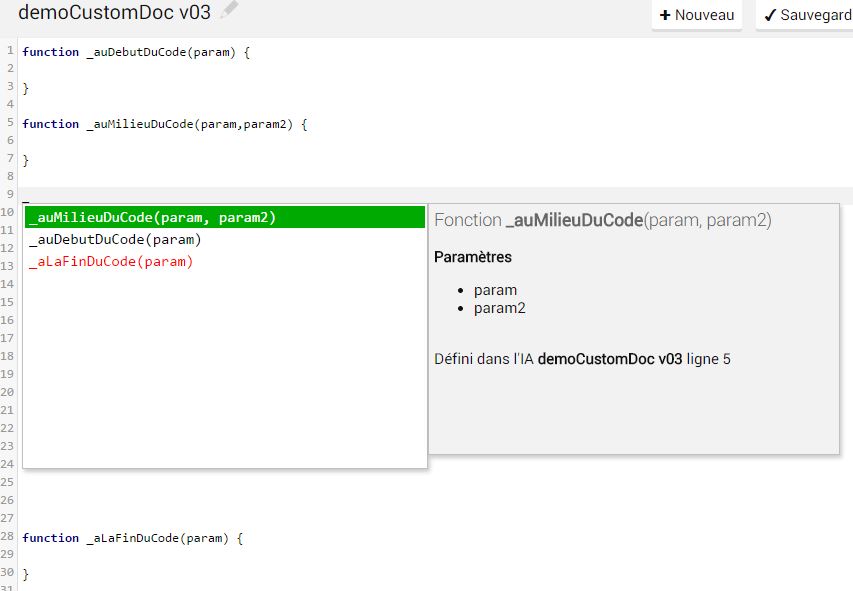 demoCustomDoc v03
+ Nouveau ✓ Sauvegard
1 function _auDebutDuCode(param) {
2
3 }
4
5 function _auMilieuDuCode(param,param2) {
6
7 }
8
9 _
10 _auMilieuDuCode(param, param2)
11 _auDebutDuCode(param)
12
13 _aLaFinDuCode(param)
14
15
16
17
18
19
20
21
22
23
24
25
26
27
28 function _aLaFinDuCode(param) {
29
30 }
31
Fonction _auMilieuDuCode(param, param2)
Paramètres
• param
• param2
Défini dans l'IA demoCustomDoc v03 ligne 5